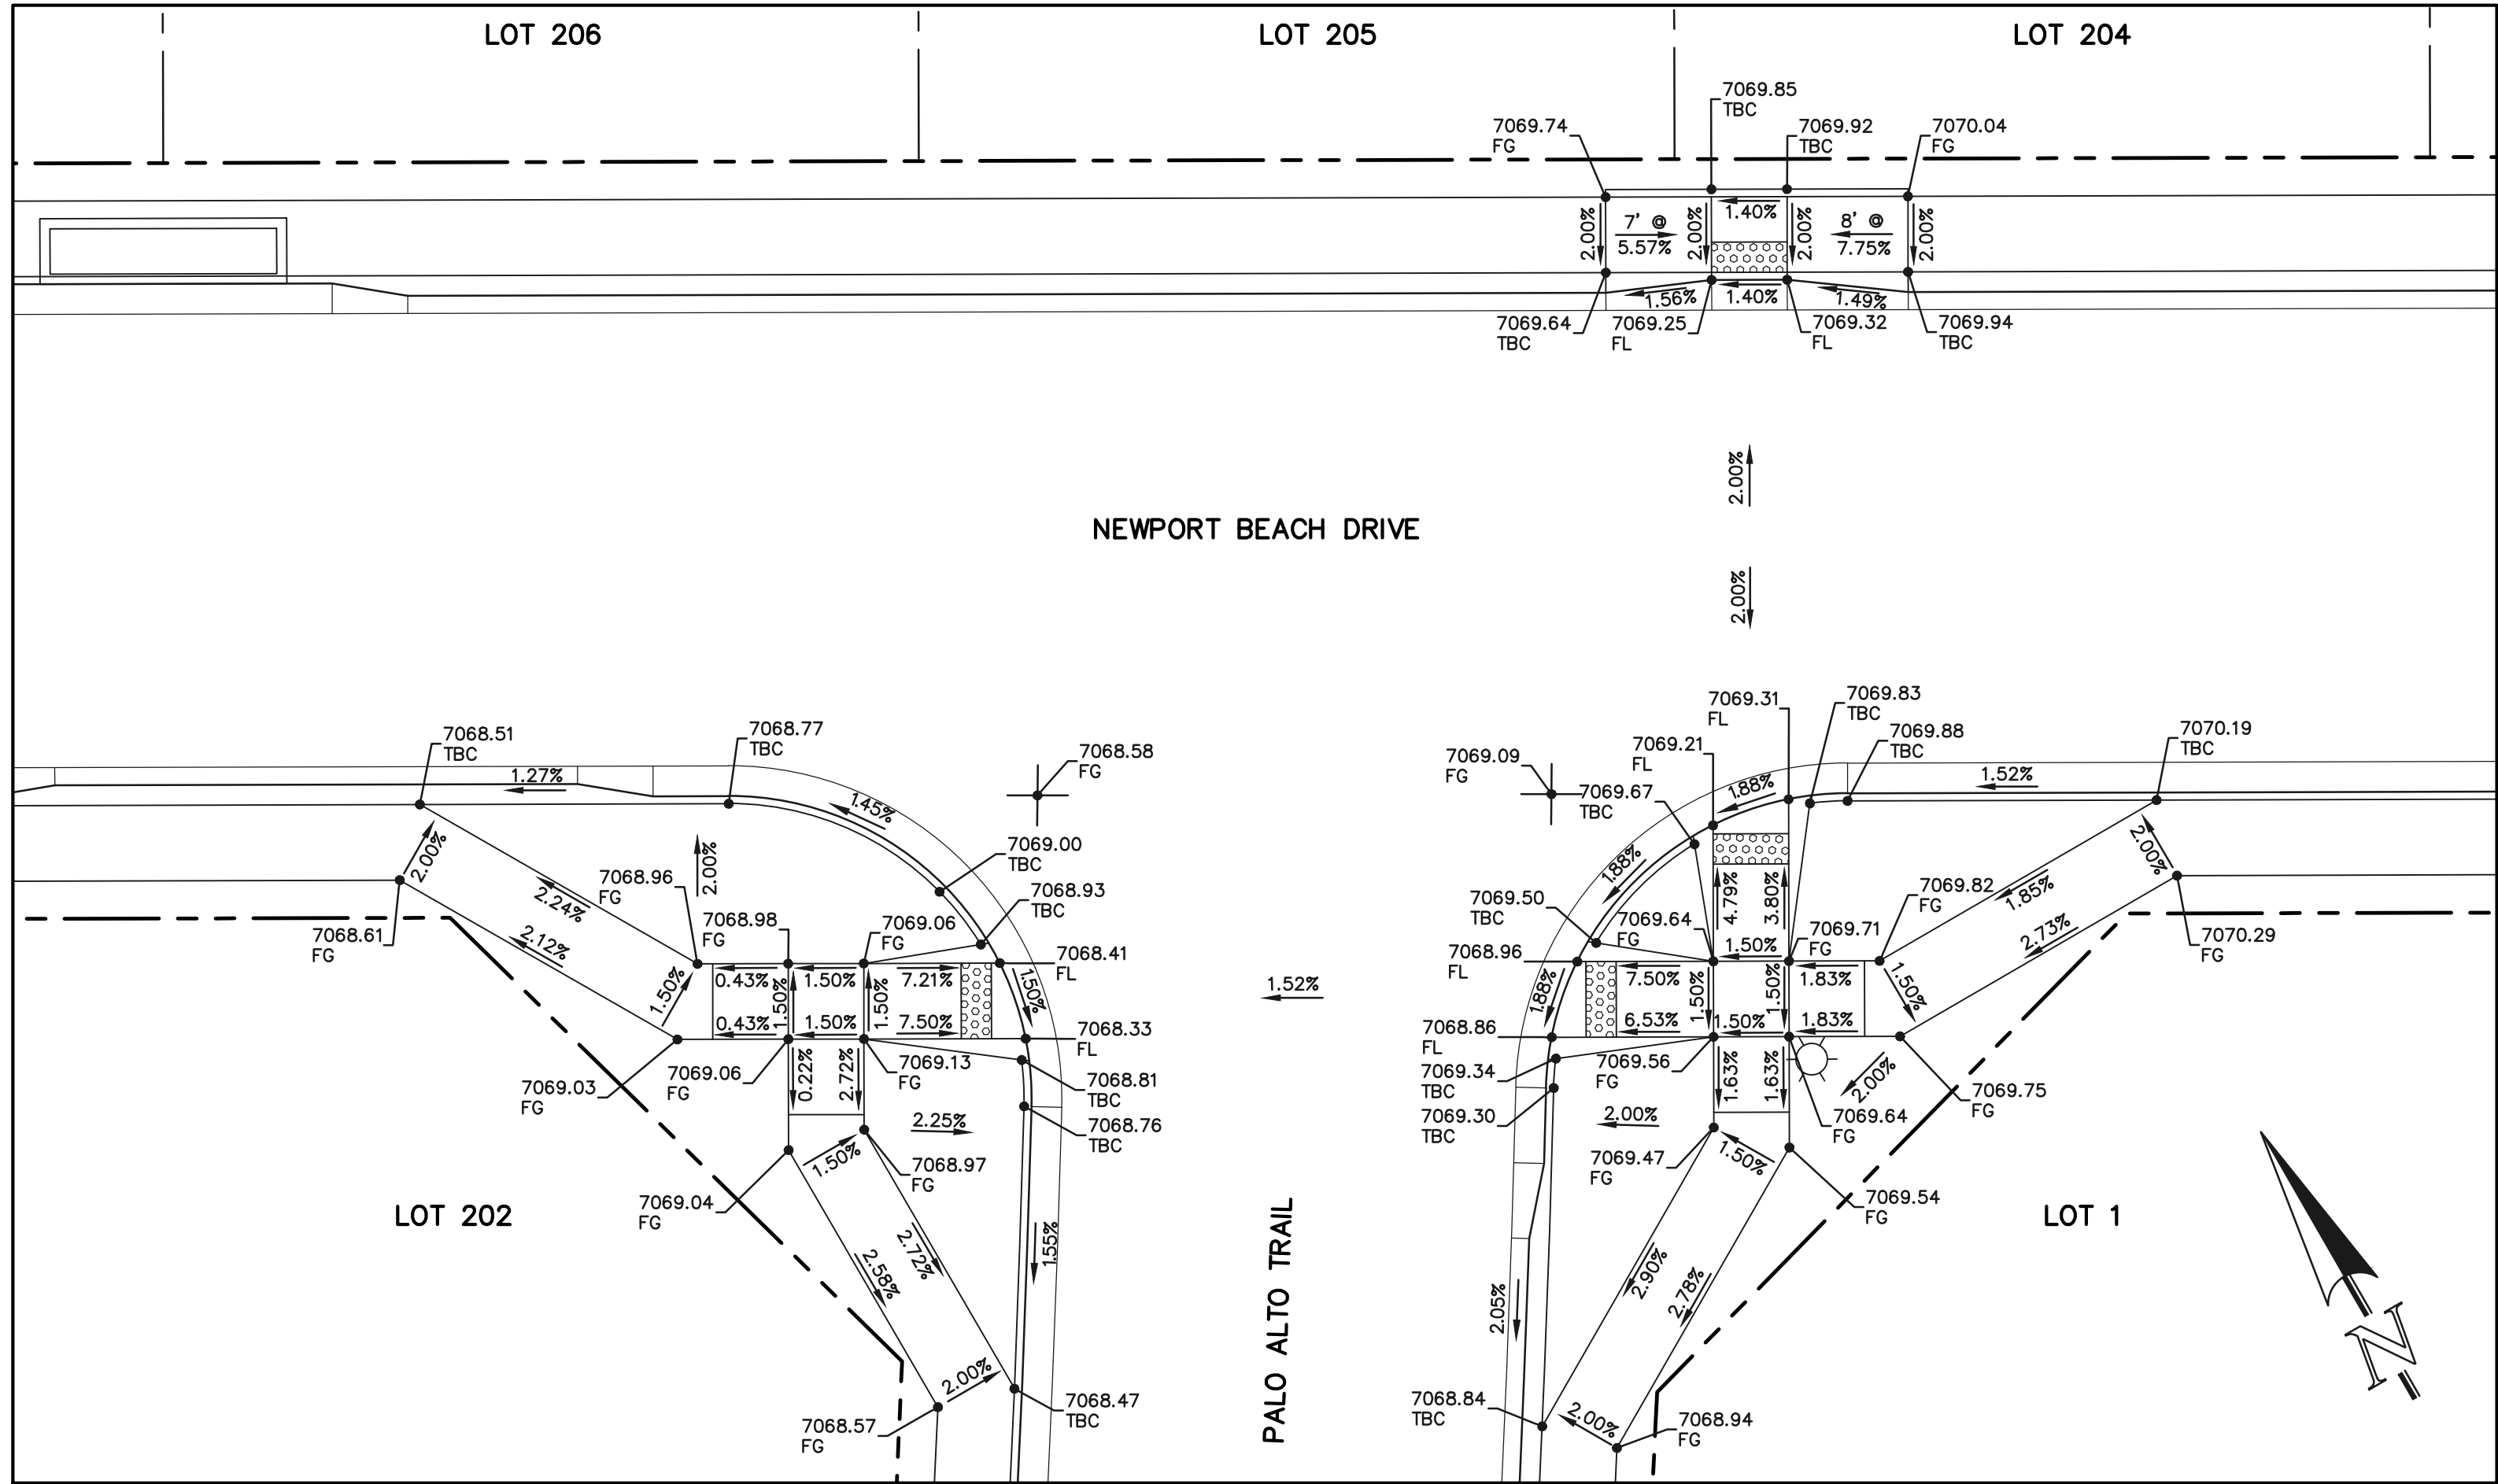 LOT 206
LOT 205
LOT 204
7069.85
TBC
7069.74
FG
7069.92
TBC
7070.04
FG
2.00%
7' @
5.57%
2.00%
1.40%
2.00%
8' @
7.75%
2.00%
1.56%
1.40%
1.49%
7069.64
TBC
7069.25
FL
7069.32
FL
7069.94
TBC
2.00%
NEWPORT BEACH DRIVE
2.00%
7068.51
TBC
7068.77
TBC
7068.58
FG
1.27%
1.45%
7069.00
TBC
2.00%
2.00%
7068.96
FG
2.24%
7068.93
TBC
7068.98
FG
7069.06
FG
7068.61
FG
2.12%
7068.41
FL
1.50%
0.43%
1.50%
1.50%
1.50%
7.21%
1.50%
0.43%
1.50%
7.50%
7068.33
FL
7069.03
FG
7069.06
FG
0.22%
2.72%
7069.13
FG
7068.81
TBC
2.25%
7068.76
TBC
1.50%
7068.97
FG
7069.04
FG
LOT 202
2.58%
2.72%
1.55%
2.00%
7068.57
FG
7068.47
TBC
1.52%
PALO ALTO TRAIL
7069.31
FL
7069.83
TBC
7069.88
TBC
7070.19
TBC
7069.09
FG
7069.21
FL
7069.67
TBC
1.88%
1.52%
1.88%
2.00%
7069.50
TBC
7069.64
FG
4.79%
3.80%
7069.82
FG
1.85%
7068.96
FL
7069.71
FG
1.50%
2.73%
7070.29
FG
1.88%
7.50%
1.50%
1.50%
1.83%
1.50%
6.53%
1.50%
1.83%
7068.86
FL
7069.34
TBC
7069.56
FG
1.63%
1.63%
2.00%
7069.75
FG
7069.30
TBC
2.00%
7069.64
FG
7069.47
FG
1.50%
7069.54
FG
LOT 1
2.05%
2.90%
2.78%
7068.84
TBC
2.00%
7068.94
FG
N